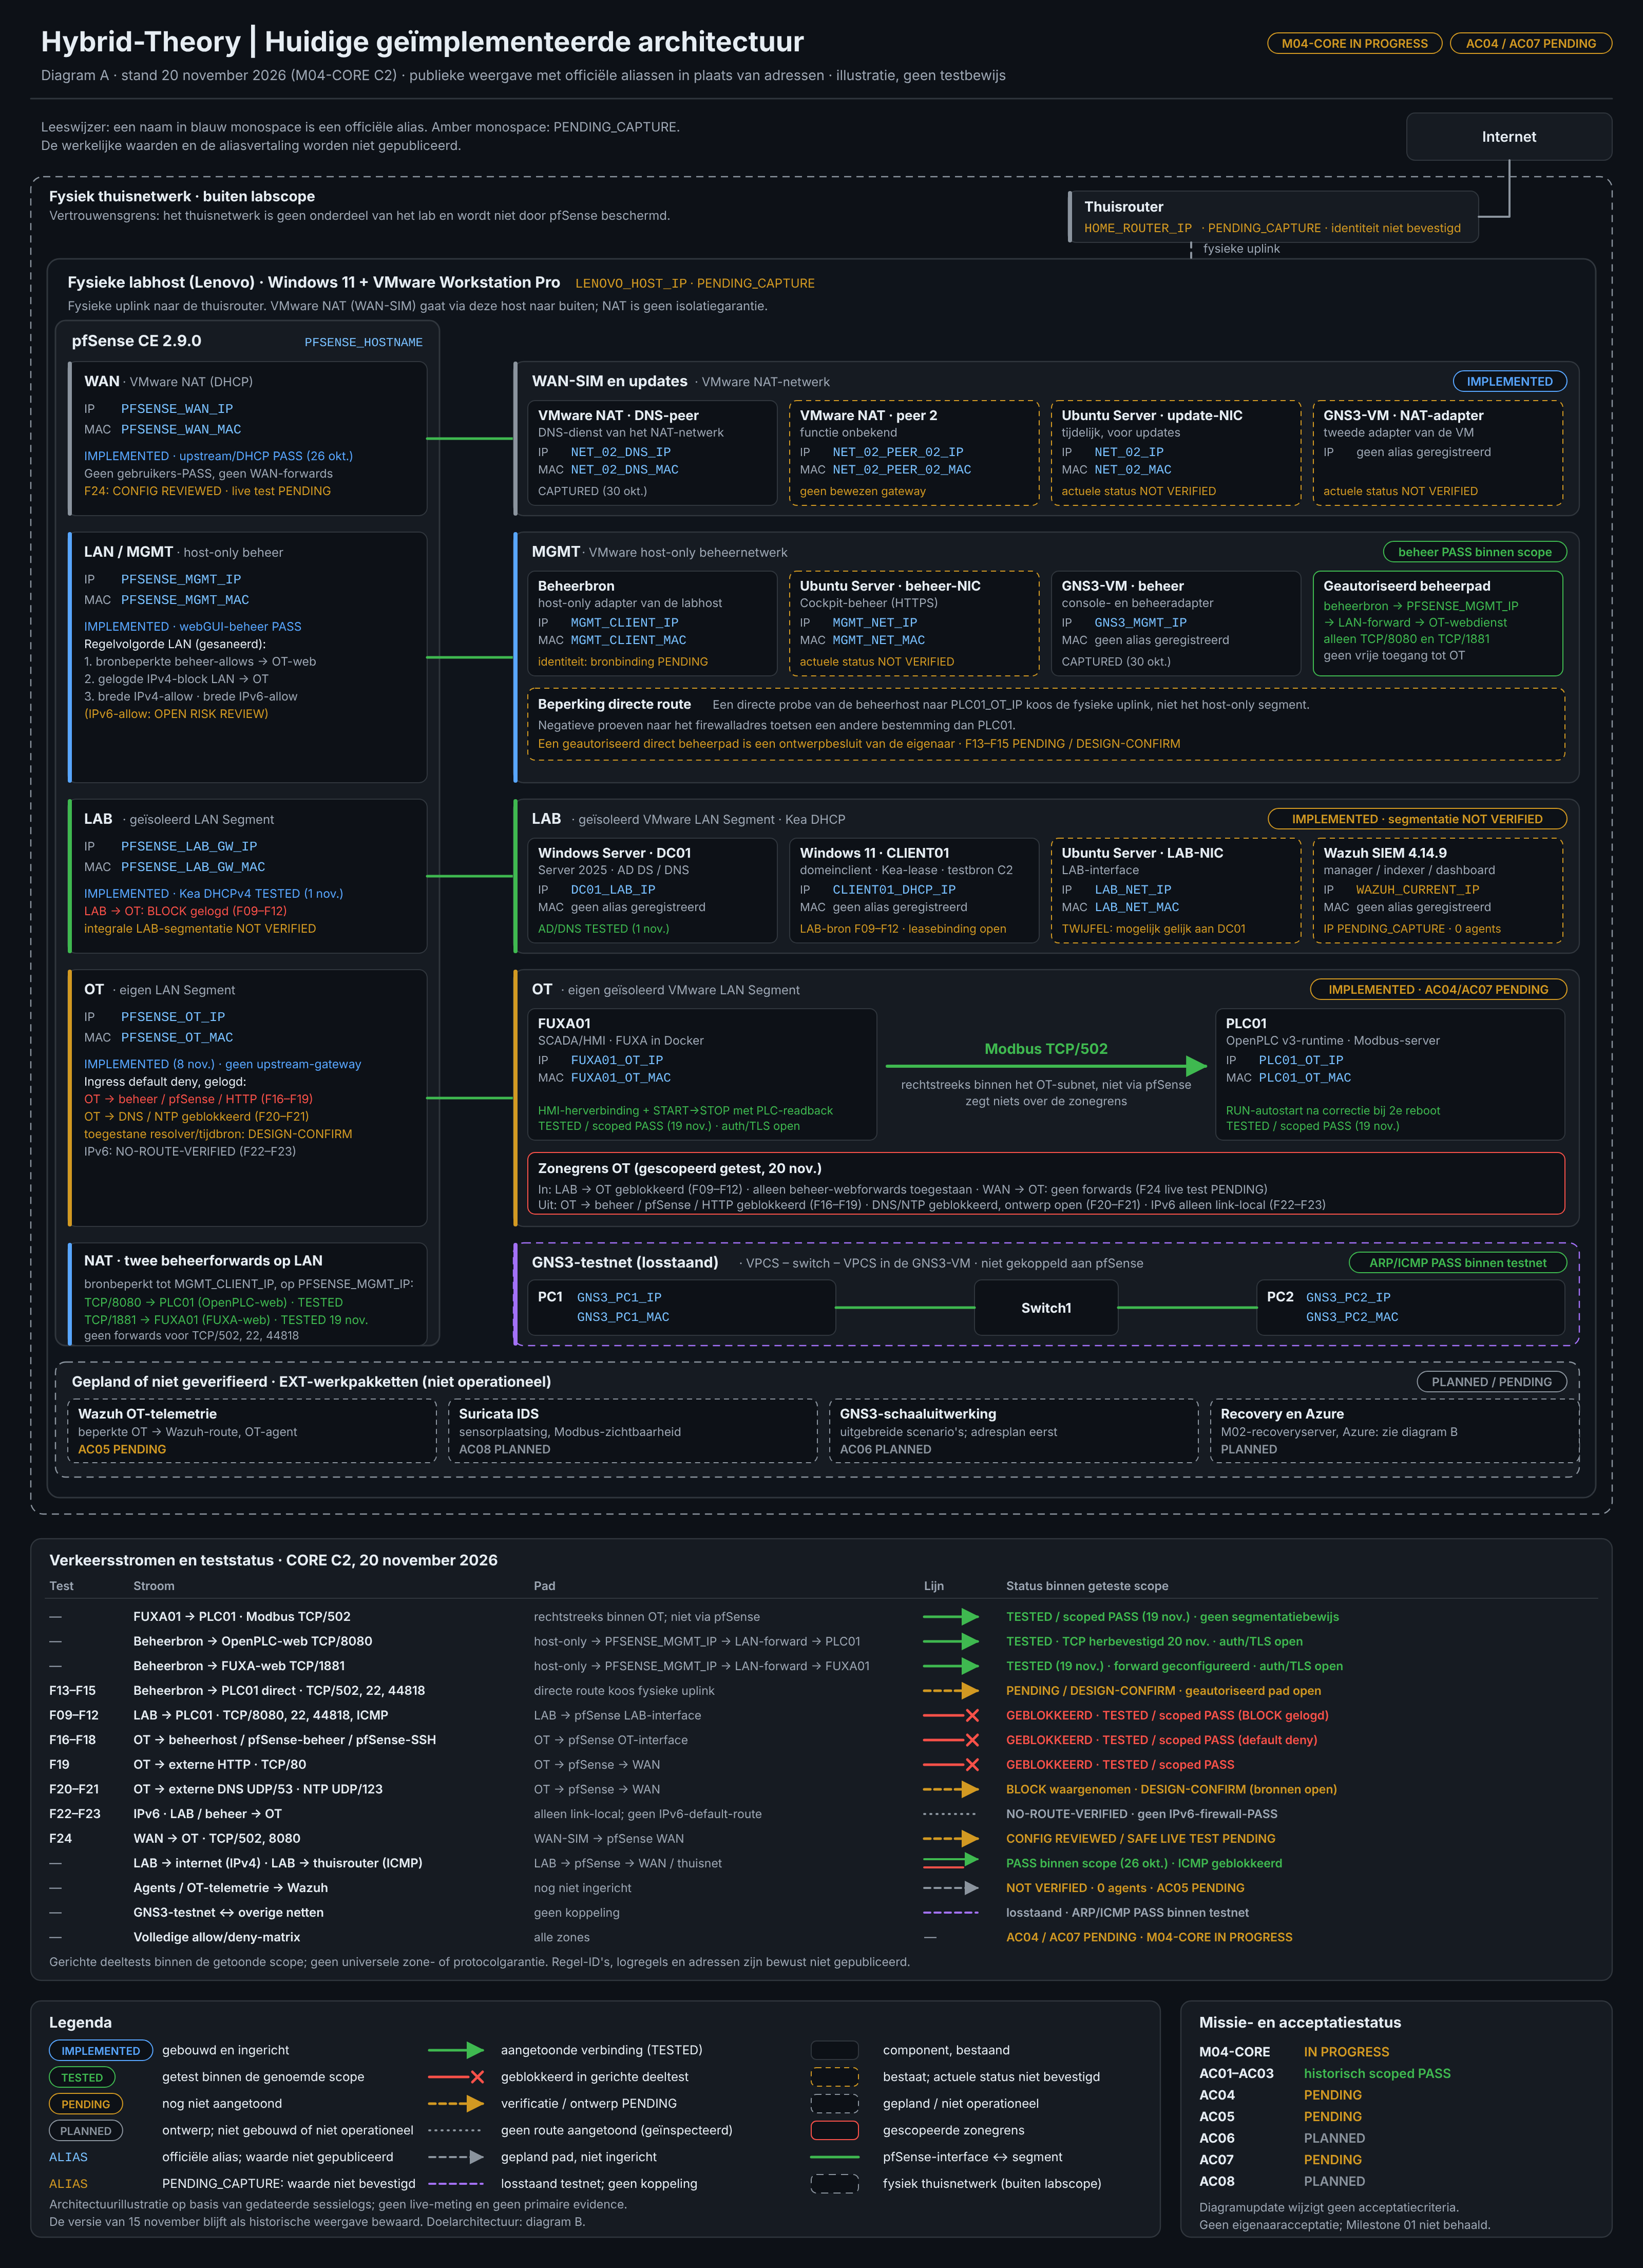 Hybrid-Theory | Huidige geïmplementeerde architectuur
M04-CORE IN PROGRESS
AC04 / AC07 PENDING
Diagram A · stand 20 november 2026 (M04-CORE C2) · publieke weergave met officiële aliassen in plaats van adressen · illustratie, geen testbewijs
Leeswijzer: een naam in blauw monospace is een officiële alias. Amber monospace: PENDING_CAPTURE.
De werkelijke waarden en de aliasvertaling worden niet gepubliceerd.
Internet
Fysiek thuisnetwerk · buiten labscope
Vertrouwensgrens: het thuisnetwerk is geen onderdeel van het lab en wordt niet door pfSense beschermd.
Thuisrouter
HOME_ROUTER_IP · PENDING_CAPTURE · identiteit niet bevestigd
fysieke uplink
Fysieke labhost (Lenovo) · Windows 11 + VMware Workstation Pro LENOVO_HOST_IP · PENDING_CAPTURE
Fysieke uplink naar de thuisrouter. VMware NAT (WAN-SIM) gaat via deze host naar buiten; NAT is geen isolatiegarantie.
pfSense CE 2.9.0 PFSENSE_HOSTNAME
WAN · VMware NAT (DHCP)
IP PFSENSE_WAN_IP
MAC PFSENSE_WAN_MAC
IMPLEMENTED · upstream/DHCP PASS (26 okt.)
Geen gebruikers-PASS, geen WAN-forwards
F24: CONFIG REVIEWED · live test PENDING
WAN-SIM en updates · VMware NAT-netwerk
IMPLEMENTED
VMware NAT · DNS-peer
DNS-dienst van het NAT-netwerk
IP NET_02_DNS_IP
MAC NET_02_DNS_MAC
CAPTURED (30 okt.)
VMware NAT · peer 2
functie onbekend
IP NET_02_PEER_02_IP
MAC NET_02_PEER_02_MAC
geen bewezen gateway
Ubuntu Server · update-NIC
tijdelijk, voor updates
IP NET_02_IP
MAC NET_02_MAC
actuele status NOT VERIFIED
GNS3-VM · NAT-adapter
tweede adapter van de VM
IP geen alias geregistreerd
actuele status NOT VERIFIED
LAN / MGMT · host-only beheer
IP PFSENSE_MGMT_IP
MAC PFSENSE_MGMT_MAC
IMPLEMENTED · webGUI-beheer PASS
Regelvolgorde LAN (gesaneerd):
1. bronbeperkte beheer-allows → OT-web
2. gelogde IPv4-block LAN → OT
3. brede IPv4-allow · brede IPv6-allow
(IPv6-allow: OPEN RISK REVIEW)
MGMT · VMware host-only beheernetwerk
beheer PASS binnen scope
Beheerbron
host-only adapter van de labhost
IP MGMT_CLIENT_IP
MAC MGMT_CLIENT_MAC
identiteit: bronbinding PENDING
Ubuntu Server · beheer-NIC
Cockpit-beheer (HTTPS)
IP MGMT_NET_IP
MAC MGMT_NET_MAC
actuele status NOT VERIFIED
GNS3-VM · beheer
console- en beheeradapter
IP GNS3_MGMT_IP
MAC geen alias geregistreerd
CAPTURED (30 okt.)
Geautoriseerd beheerpad
beheerbron → PFSENSE_MGMT_IP
→ LAN-forward → OT-webdienst
alleen TCP/8080 en TCP/1881
geen vrije toegang tot OT
Beperking directe route Een directe probe van de beheerhost naar PLC01_OT_IP koos de fysieke uplink, niet het host-only segment.
Negatieve proeven naar het firewalladres toetsen een andere bestemming dan PLC01.
Een geautoriseerd direct beheerpad is een ontwerpbesluit van de eigenaar · F13–F15 PENDING / DESIGN-CONFIRM
LAB · geïsoleerd LAN Segment
IP PFSENSE_LAB_GW_IP
MAC PFSENSE_LAB_GW_MAC
IMPLEMENTED · Kea DHCPv4 TESTED (1 nov.)
LAB → OT: BLOCK gelogd (F09–F12)
integrale LAB-segmentatie NOT VERIFIED
LAB · geïsoleerd VMware LAN Segment · Kea DHCP
IMPLEMENTED · segmentatie NOT VERIFIED
Windows Server · DC01
Server 2025 · AD DS / DNS
IP DC01_LAB_IP
MAC geen alias geregistreerd
AD/DNS TESTED (1 nov.)
Windows 11 · CLIENT01
domeinclient · Kea-lease · testbron C2
IP CLIENT01_DHCP_IP
MAC geen alias geregistreerd
LAB-bron F09–F12 · leasebinding open
Ubuntu Server · LAB-NIC
LAB-interface
IP LAB_NET_IP
MAC LAB_NET_MAC
TWIJFEL: mogelijk gelijk aan DC01
Wazuh SIEM 4.14.9
manager / indexer / dashboard
IP WAZUH_CURRENT_IP
MAC geen alias geregistreerd
IP PENDING_CAPTURE · 0 agents
OT · eigen LAN Segment
IP PFSENSE_OT_IP
MAC PFSENSE_OT_MAC
IMPLEMENTED (8 nov.) · geen upstream-gateway
Ingress default deny, gelogd:
OT → beheer / pfSense / HTTP (F16–F19)
OT → DNS / NTP geblokkeerd (F20–F21)
toegestane resolver/tijdbron: DESIGN-CONFIRM
IPv6: NO-ROUTE-VERIFIED (F22–F23)
OT · eigen geïsoleerd VMware LAN Segment
IMPLEMENTED · AC04/AC07 PENDING
FUXA01
SCADA/HMI · FUXA in Docker
IP FUXA01_OT_IP
MAC FUXA01_OT_MAC
HMI-herverbinding + START→STOP met PLC-readback
TESTED / scoped PASS (19 nov.) · auth/TLS open
Modbus TCP/502
rechtstreeks binnen het OT-subnet, niet via pfSense
zegt niets over de zonegrens
PLC01
OpenPLC v3-runtime · Modbus-server
IP PLC01_OT_IP
MAC PLC01_OT_MAC
RUN-autostart na correctie bij 2e reboot
TESTED / scoped PASS (19 nov.)
Zonegrens OT (gescopeerd getest, 20 nov.)
In: LAB → OT geblokkeerd (F09–F12) · alleen beheer-webforwards toegestaan · WAN → OT: geen forwards (F24 live test PENDING)
Uit: OT → beheer / pfSense / HTTP geblokkeerd (F16–F19) · DNS/NTP geblokkeerd, ontwerp open (F20–F21) · IPv6 alleen link-local (F22–F23)
NAT · twee beheerforwards op LAN
bronbeperkt tot MGMT_CLIENT_IP, op PFSENSE_MGMT_IP:
TCP/8080 → PLC01 (OpenPLC-web) · TESTED
TCP/1881 → FUXA01 (FUXA-web) · TESTED 19 nov.
geen forwards voor TCP/502, 22, 44818
GNS3-testnet (losstaand) · VPCS – switch – VPCS in de GNS3-VM · niet gekoppeld aan pfSense
ARP/ICMP PASS binnen testnet
PC1 GNS3_PC1_IP
GNS3_PC1_MAC
Switch1
PC2 GNS3_PC2_IP
GNS3_PC2_MAC
Gepland of niet geverifieerd · EXT-werkpakketten (niet operationeel)
PLANNED / PENDING
Wazuh OT-telemetrie
beperkte OT → Wazuh-route, OT-agent
AC05 PENDING
Suricata IDS
sensorplaatsing, Modbus-zichtbaarheid
AC08 PLANNED
GNS3-schaaluitwerking
uitgebreide scenario's; adresplan eerst
AC06 PLANNED
Recovery en Azure
M02-recoveryserver, Azure: zie diagram B
PLANNED
Verkeersstromen en teststatus · CORE C2, 20 november 2026
Test Stroom Pad Lijn Status binnen geteste scope
— FUXA01 → PLC01 · Modbus TCP/502 rechtstreeks binnen OT; niet via pfSense TESTED / scoped PASS (19 nov.) · geen segmentatiebewijs
— Beheerbron → OpenPLC-web TCP/8080 host-only → PFSENSE_MGMT_IP → LAN-forward → PLC01 TESTED · TCP herbevestigd 20 nov. · auth/TLS open
— Beheerbron → FUXA-web TCP/1881 host-only → PFSENSE_MGMT_IP → LAN-forward → FUXA01 TESTED (19 nov.) · forward geconfigureerd · auth/TLS open
F13–F15 Beheerbron → PLC01 direct · TCP/502, 22, 44818 directe route koos fysieke uplink PENDING / DESIGN-CONFIRM · geautoriseerd pad open
F09–F12 LAB → PLC01 · TCP/8080, 22, 44818, ICMP LAB → pfSense LAB-interface GEBLOKKEERD · TESTED / scoped PASS (BLOCK gelogd)
F16–F18 OT → beheerhost / pfSense-beheer / pfSense-SSH OT → pfSense OT-interface GEBLOKKEERD · TESTED / scoped PASS (default deny)
F19 OT → externe HTTP · TCP/80 OT → pfSense → WAN GEBLOKKEERD · TESTED / scoped PASS
F20–F21 OT → externe DNS UDP/53 · NTP UDP/123 OT → pfSense → WAN BLOCK waargenomen · DESIGN-CONFIRM (bronnen open)
F22–F23 IPv6 · LAB / beheer → OT alleen link-local; geen IPv6-default-route NO-ROUTE-VERIFIED · geen IPv6-firewall-PASS
F24 WAN → OT · TCP/502, 8080 WAN-SIM → pfSense WAN CONFIG REVIEWED / SAFE LIVE TEST PENDING
— LAB → internet (IPv4) · LAB → thuisrouter (ICMP) LAB → pfSense → WAN / thuisnet PASS binnen scope (26 okt.) · ICMP geblokkeerd
— Agents / OT-telemetrie → Wazuh nog niet ingericht NOT VERIFIED · 0 agents · AC05 PENDING
— GNS3-testnet ↔ overige netten geen koppeling losstaand · ARP/ICMP PASS binnen testnet
— Volledige allow/deny-matrix alle zones — AC04 / AC07 PENDING · M04-CORE IN PROGRESS
Gerichte deeltests binnen de getoonde scope; geen universele zone- of protocolgarantie. Regel-ID's, logregels en adressen zijn bewust niet gepubliceerd.
Legenda
IMPLEMENTED gebouwd en ingericht aangetoonde verbinding (TESTED) component, bestaand
TESTED getest binnen de genoemde scope geblokkeerd in gerichte deeltest bestaat; actuele status niet bevestigd
PENDING nog niet aangetoond verificatie / ontwerp PENDING gepland / niet operationeel
PLANNED ontwerp; niet gebouwd of niet operationeel geen route aangetoond (geïnspecteerd) gescopeerde zonegrens
ALIAS officiële alias; waarde niet gepubliceerd gepland pad, niet ingericht pfSense-interface ↔ segment
ALIAS PENDING_CAPTURE: waarde niet bevestigd losstaand testnet; geen koppeling fysiek thuisnetwerk (buiten labscope)
Architectuurillustratie op basis van gedateerde sessielogs; geen live-meting en geen primaire evidence.
De versie van 15 november blijft als historische weergave bewaard. Doelarchitectuur: diagram B.
Missie- en acceptatiestatus
M04-CORE IN PROGRESS
AC01–AC03 historisch scoped PASS
AC04 PENDING
AC05 PENDING
AC06 PLANNED
AC07 PENDING
AC08 PLANNED
Diagramupdate wijzigt geen acceptatiecriteria.
Geen eigenaaracceptatie; Milestone 01 niet behaald.